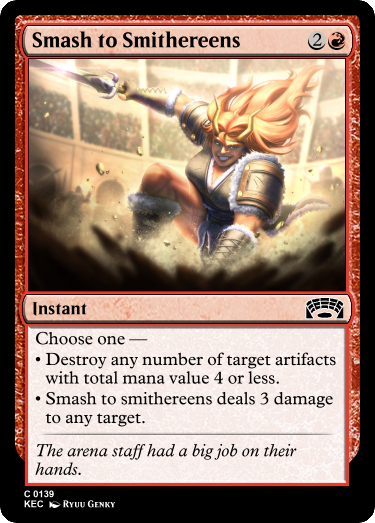 Smash to Smithereens 2
Instant
Choose one —
• Destroy any number of target artifacts
with total mana value 4 or less.
• Smash to smithereens deals 3 damage
to any target.
The arena staff had a big job on their
hands.
C 0139
KEC Ryuu Genky